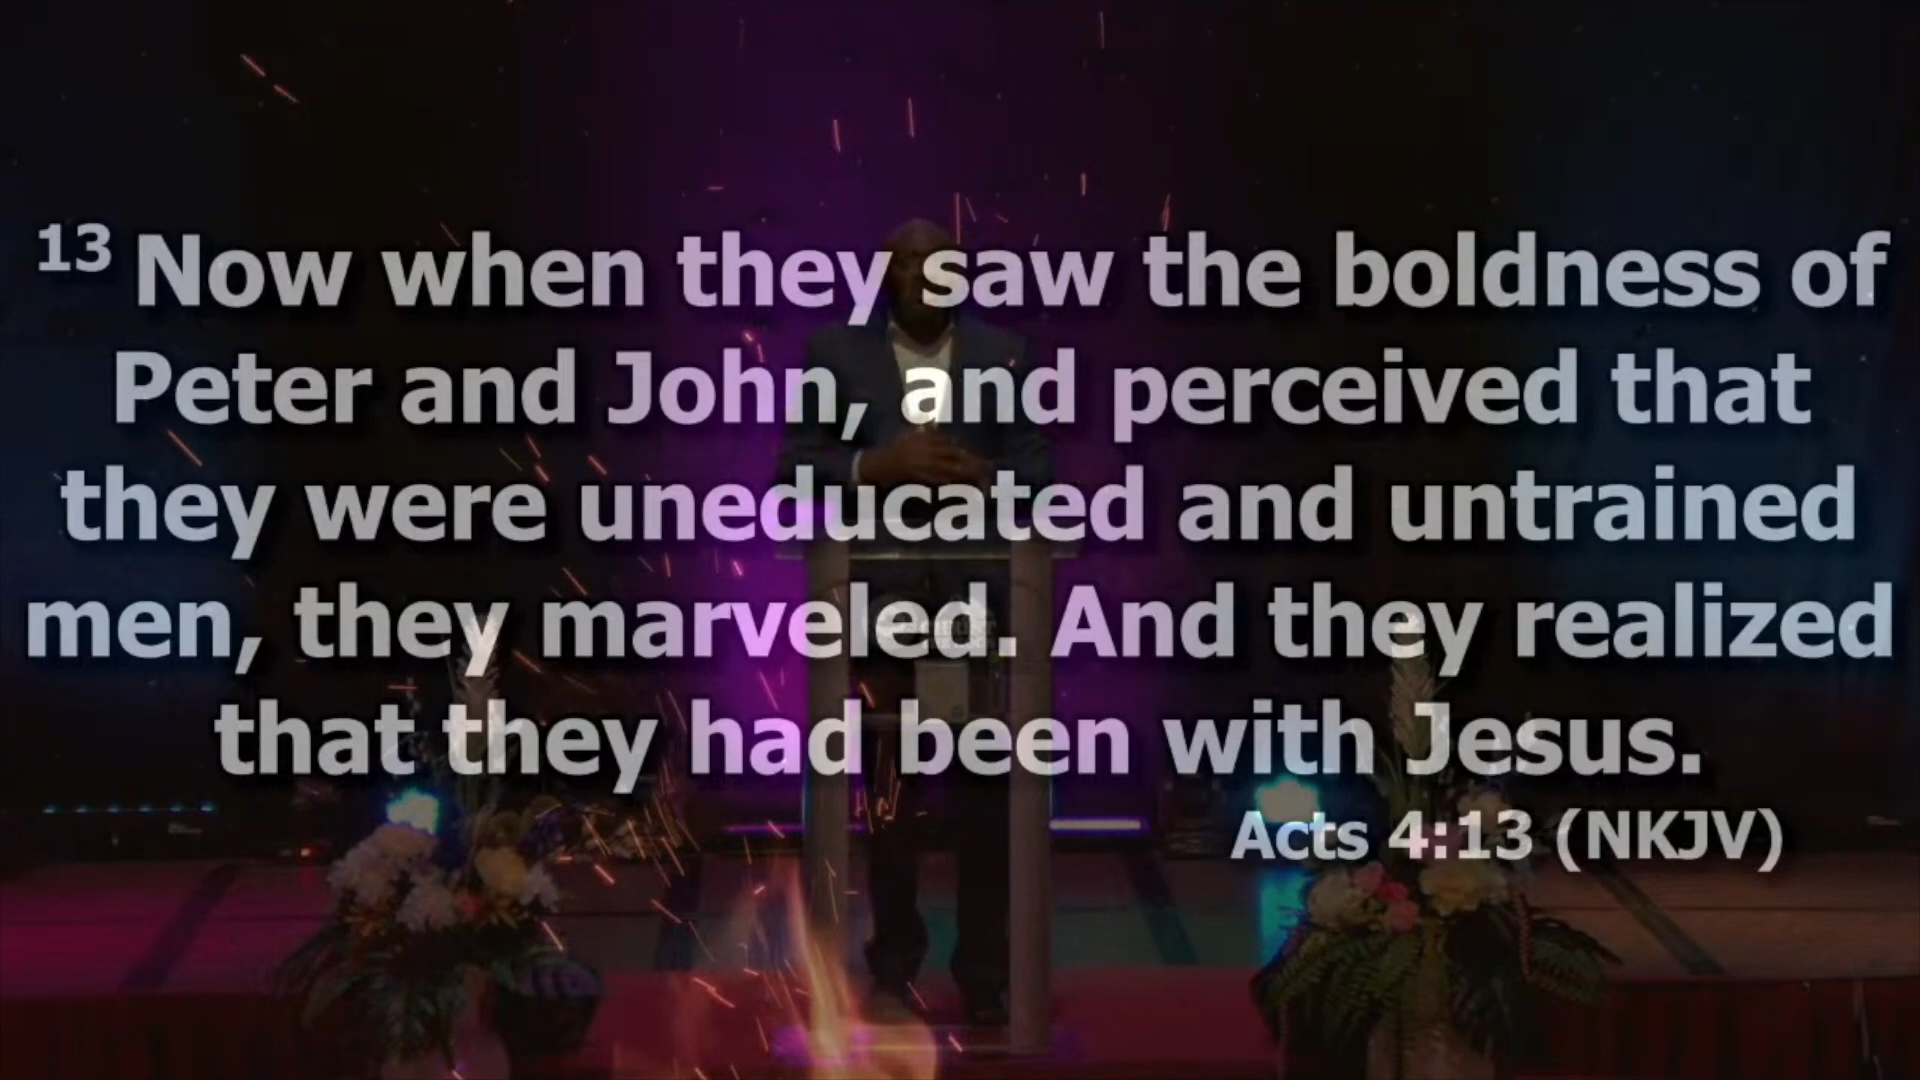 13 Now when they saw the boldness of
Peter and John, and perceived that
they were uneducated and untrained
men, they marveled. And they realized
that they had been with Jesus.
Acts 4:13 (NKJV)